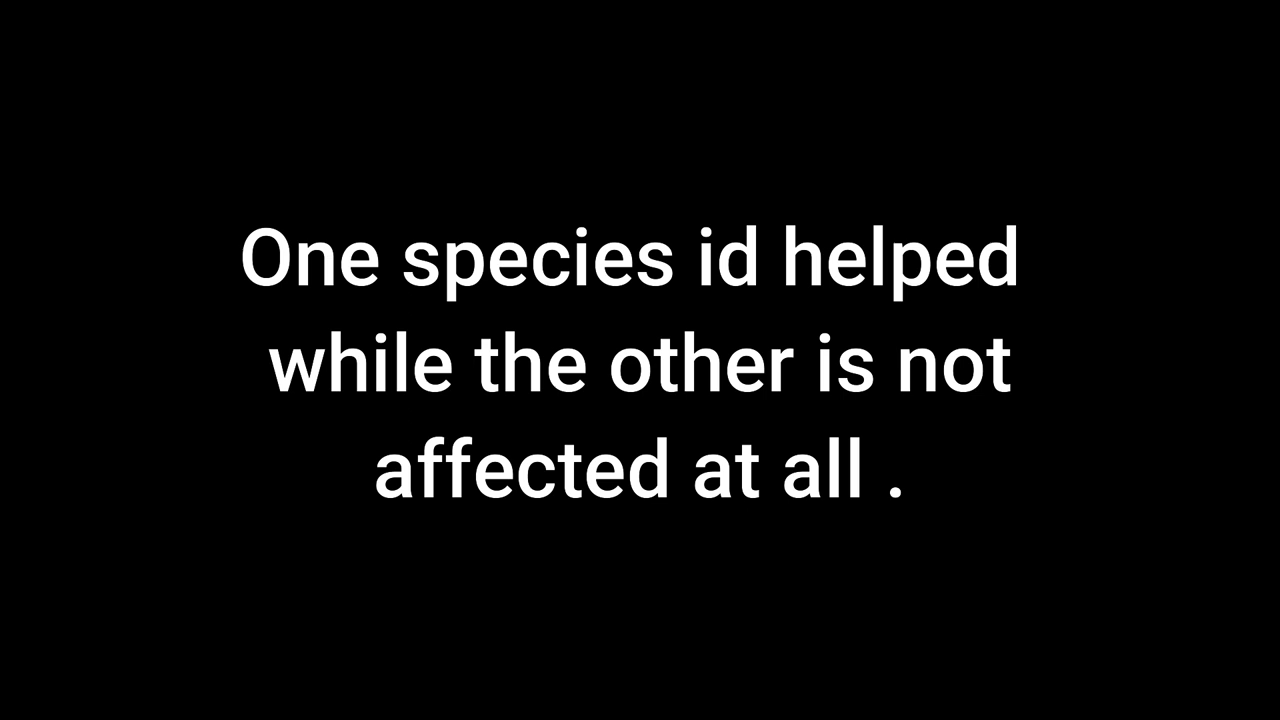 One species id helped
while the other is not
affected at all .